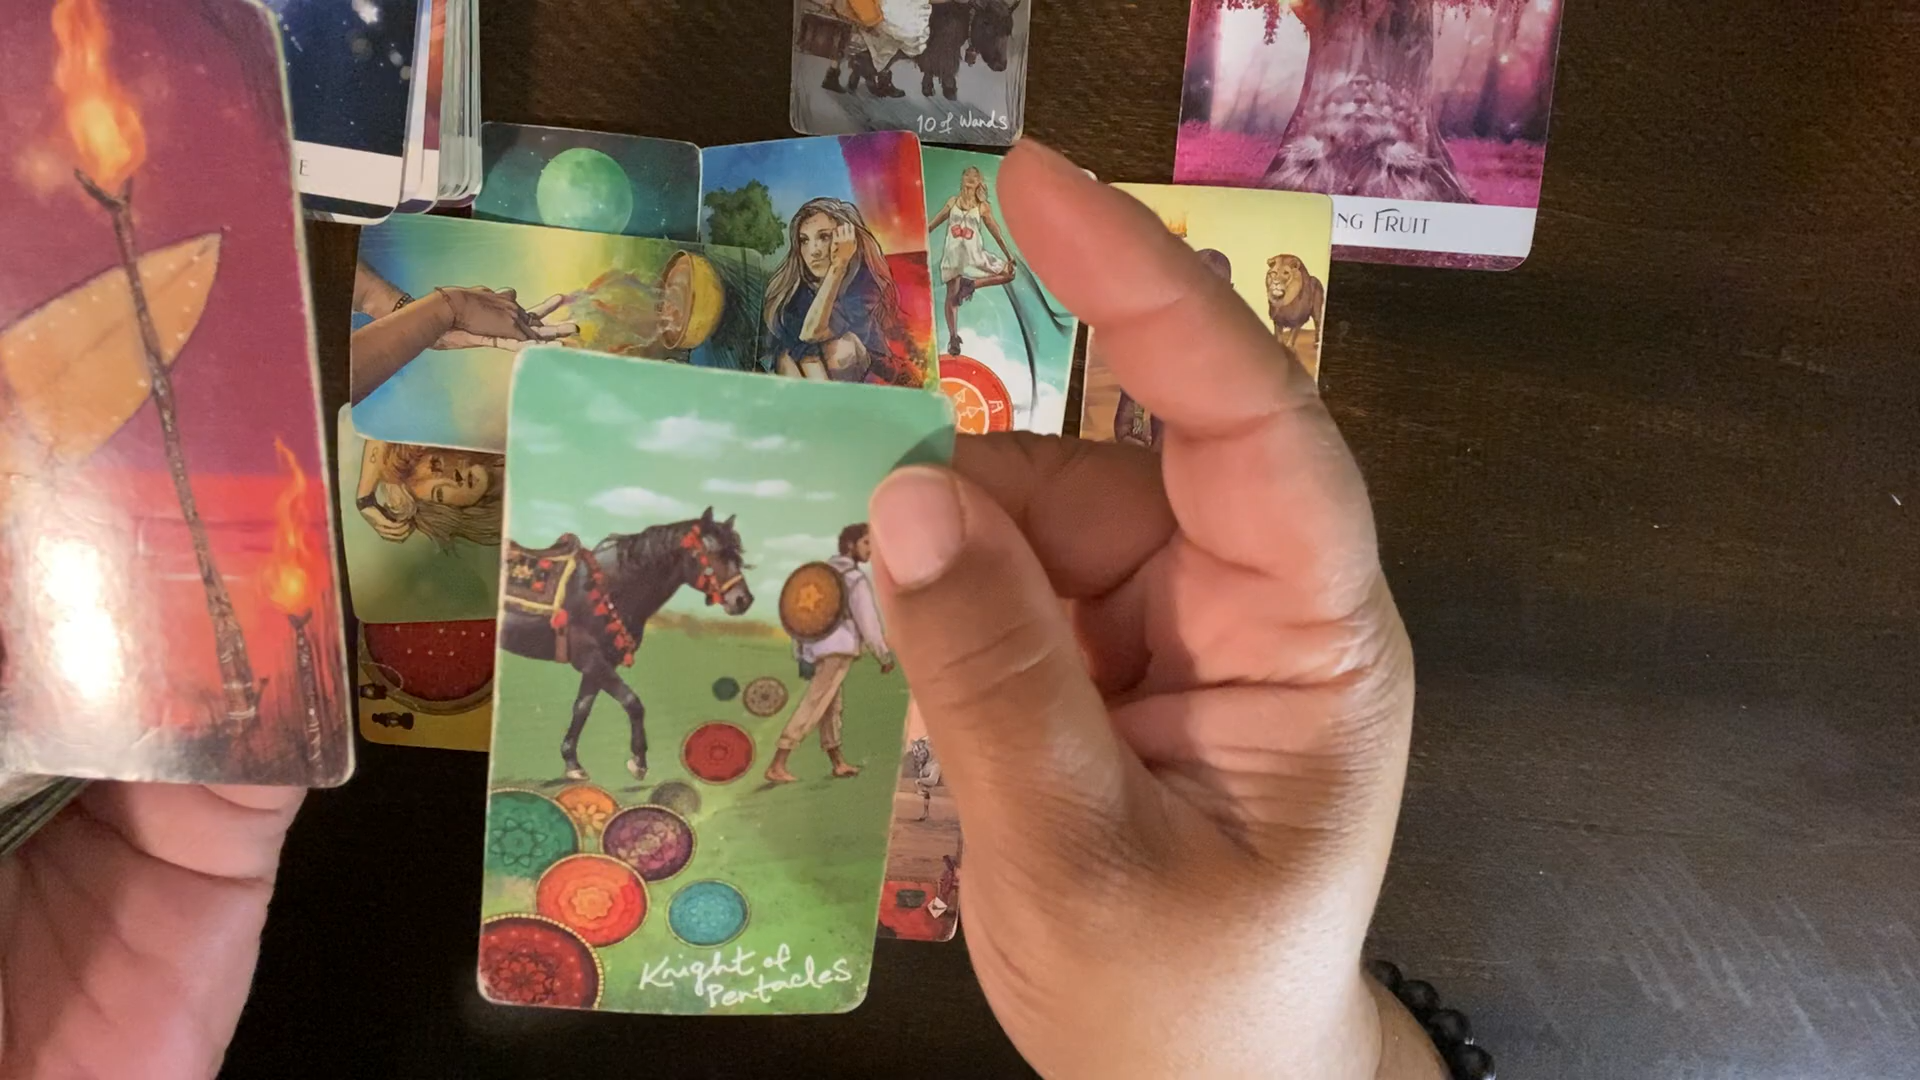 E
10 of Wands
NG FRUIT
Knight of
Pentacles